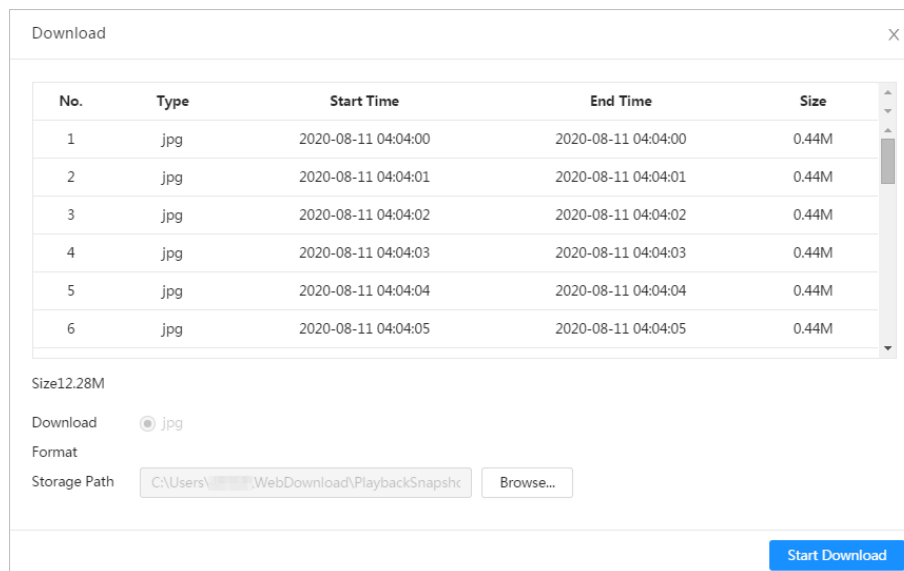 Download
No. Type Start Time End Time Size
1 jpg 2020-08-11 04:04:00 2020-08-11 04:04:00 0.44M
2 jpg 2020-08-11 04:04:01 2020-08-11 04:04:01 0.44M
3 jpg 2020-08-11 04:04:02 2020-08-11 04:04:02 0.44M
4 jpg 2020-08-11 04:04:03 2020-08-11 04:04:03 0.44M
5 jpg 2020-08-11 04:04:04 2020-08-11 04:04:04 0.44M
6 jpg 2020-08-11 04:04:05 2020-08-11 04:04:05 0.44M
Size12.28M
Download jpg
Format
Storage Path C:\Users\ WebDownload\PlaybackSnapsho Browse...
Start Download